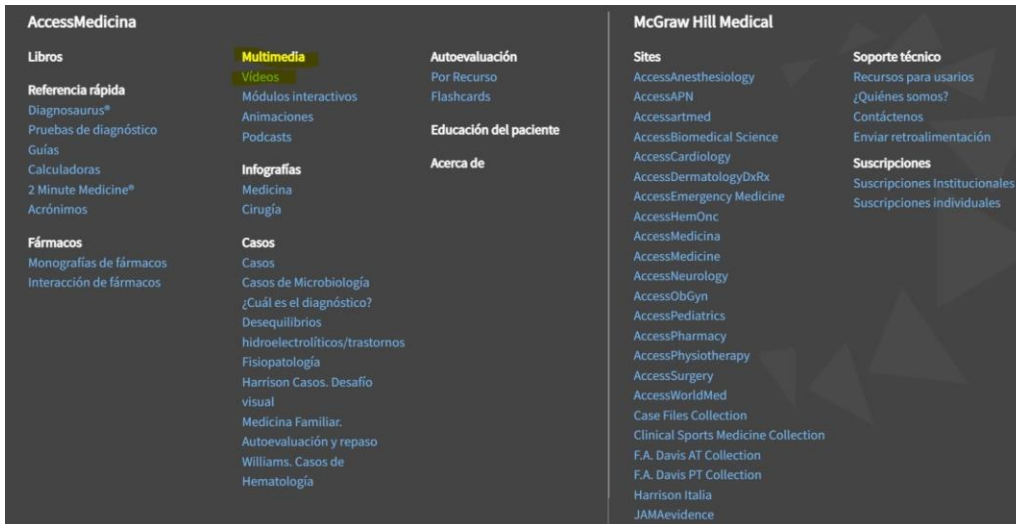 AccessMedicina
Libros
Referencia rápida
Diagnosaurus®
Pruebas de diagnóstico
Guías
Calculadoras
2 Minute Medicine®
Acrónimos
Fármacos
Monografías de fármacos
Interacción de fármacos
Multimedia
Vídeos
Módulos interactivos
Animaciones
Podcasts
Infografías
Medicina
Cirugía
Casos
Casos
Casos de Microbiología
¿Cuál es el diagnóstico?
Desequilibrios
hidroelectrolíticos/trastornos
Fisiopatología
Harrison Casos. Desafío
visual
Medicina Familiar.
Autoevaluación y repaso
Williams. Casos de
Hematología
Autoevaluación
Por Recurso
Flashcards
Educación del paciente
Acerca de
McGraw Hill Medical
Sites
AccessAnesthesiology
AccessAPN
Accessartmed
AccessBiomedical Science
AccessCardiology
AccessDermatologyDxRx
AccessEmergency Medicine
AccessHemOnc
AccessMedicina
AccessMedicine
AccessNeurology
AccessObGyn
AccessPediatrics
AccessPharmacy
AccessPhysiotherapy
AccessSurgery
AccessWorldMed
Case Files Collection
Clinical Sports Medicine Collection
F.A. Davis AT Collection
F.A. Davis PT Collection
Harrison Italia
JAMAevidence
Soporte técnico
Recursos para usarios
¿Quiénes somos?
Contáctenos
Enviar retroalimentación
Suscripciones
Suscripciones Institucionales
Suscripciones individuales